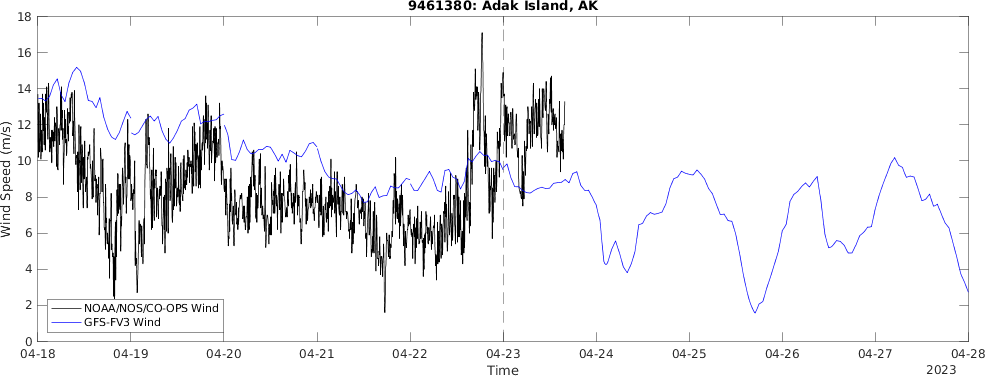 9461380: Adak Island, AK
Wind Speed (m/s)
18
16
14
12
10
8
6
4
2
0
NOAA/NOS/CO-OPS Wind
GFS-FV3 Wind
04-18 04-19 04-20 04-21 04-22 04-23 04-24 04-25 04-26 04-27 04-28
Time
2023